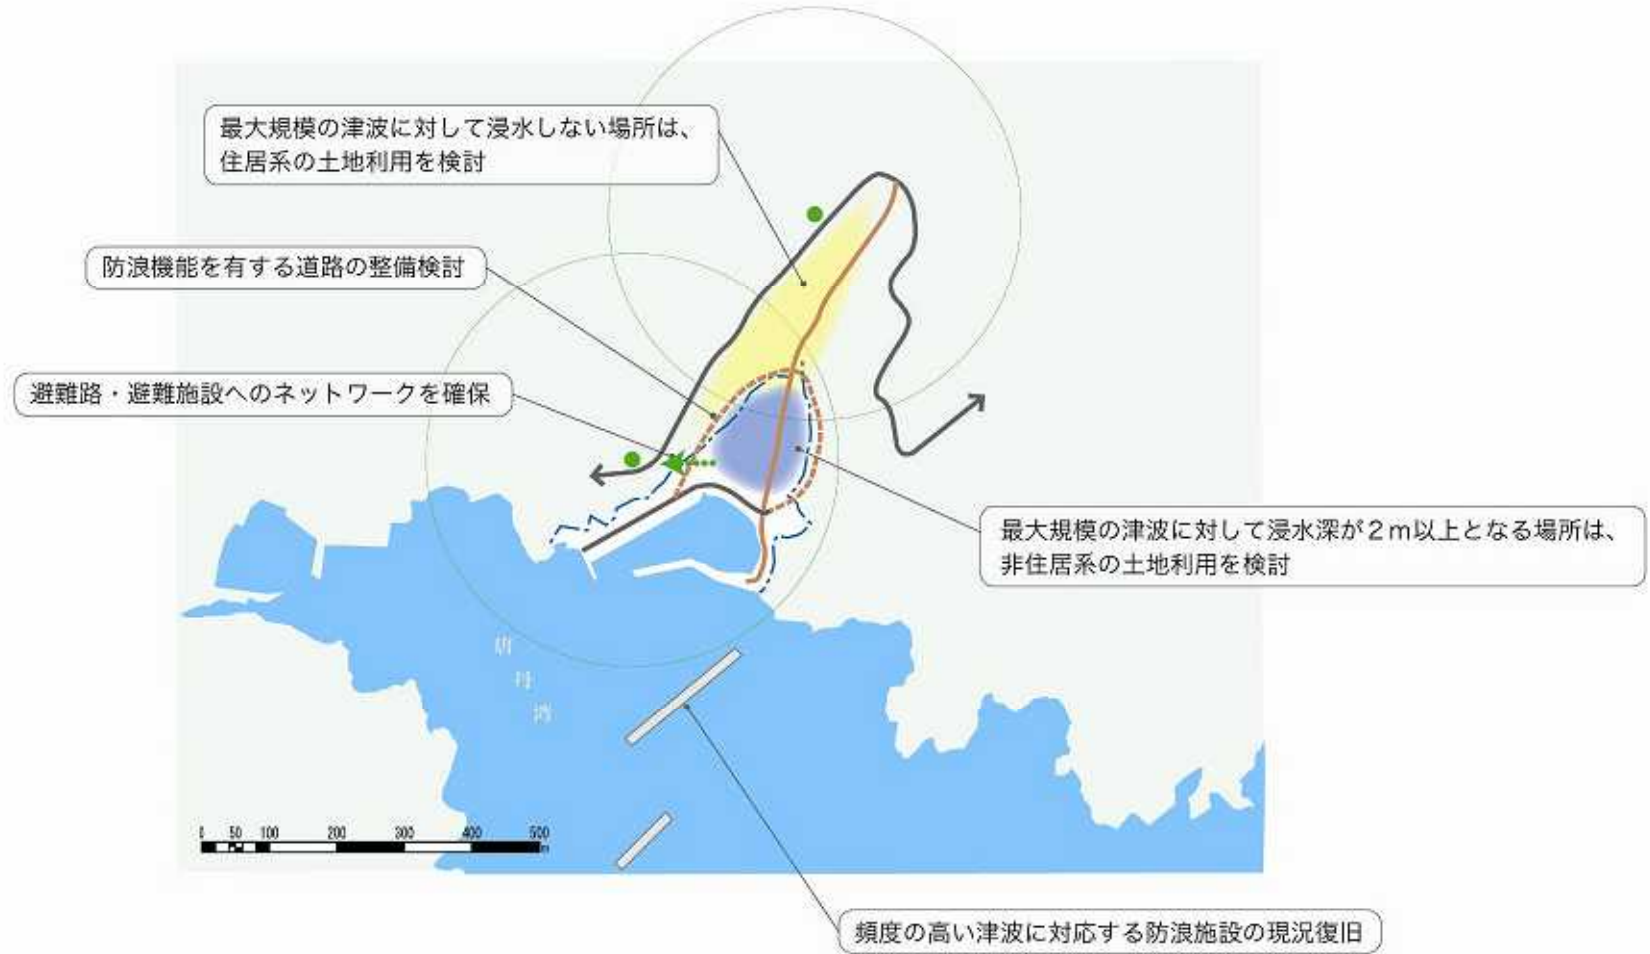 最大規模の津波に対して浸水しない場所は、
住居系の土地利用を検討
防浪機能を有する道路の整備検討
避難路・避難施設へのネットワークを確保
最大規模の津波に対して浸水深が2m以上となる場所は、
非住居系の土地利用を検討
0 50 100 200 300 400 500
m
頻度の高い津波に対応する防浪施設の現況復旧